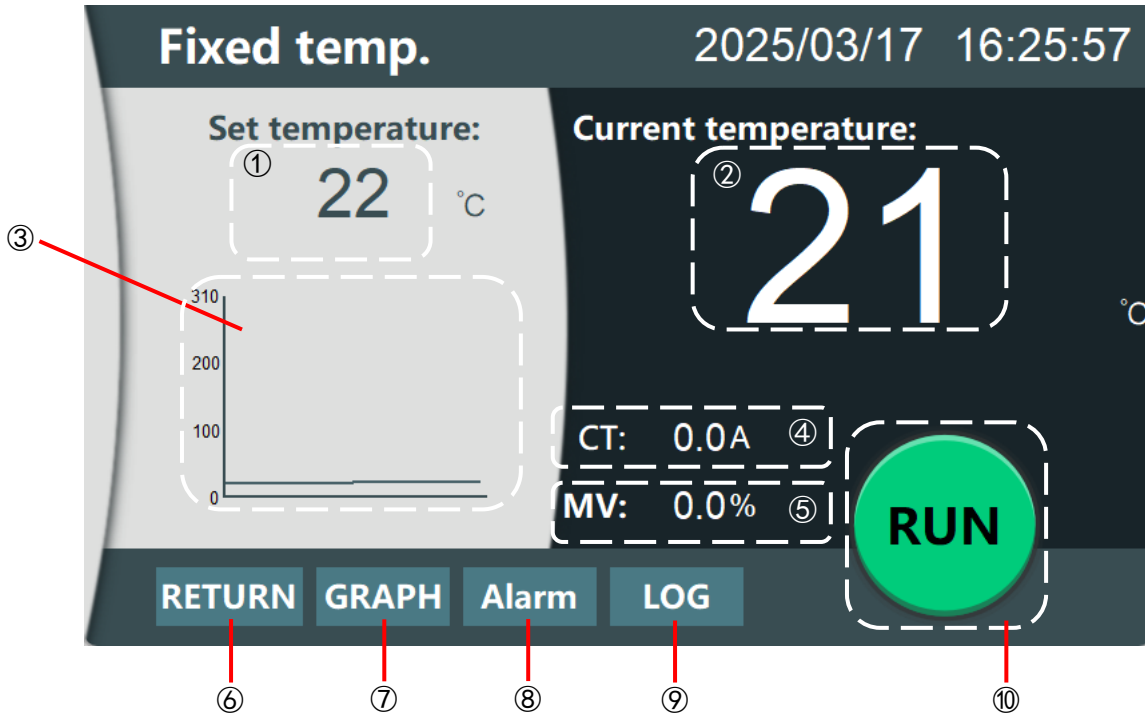 Fixed temp. 2025/03/17 16:25:57
Set temperature: Current temperature:
① 22 °C
② 21 °C
③
310
200
100
0
CT: 0.0A ④
MV: 0.0% ⑤
RUN
RETURN GRAPH Alarm LOG
⑥ ⑦ ⑧ ⑨ ⑩